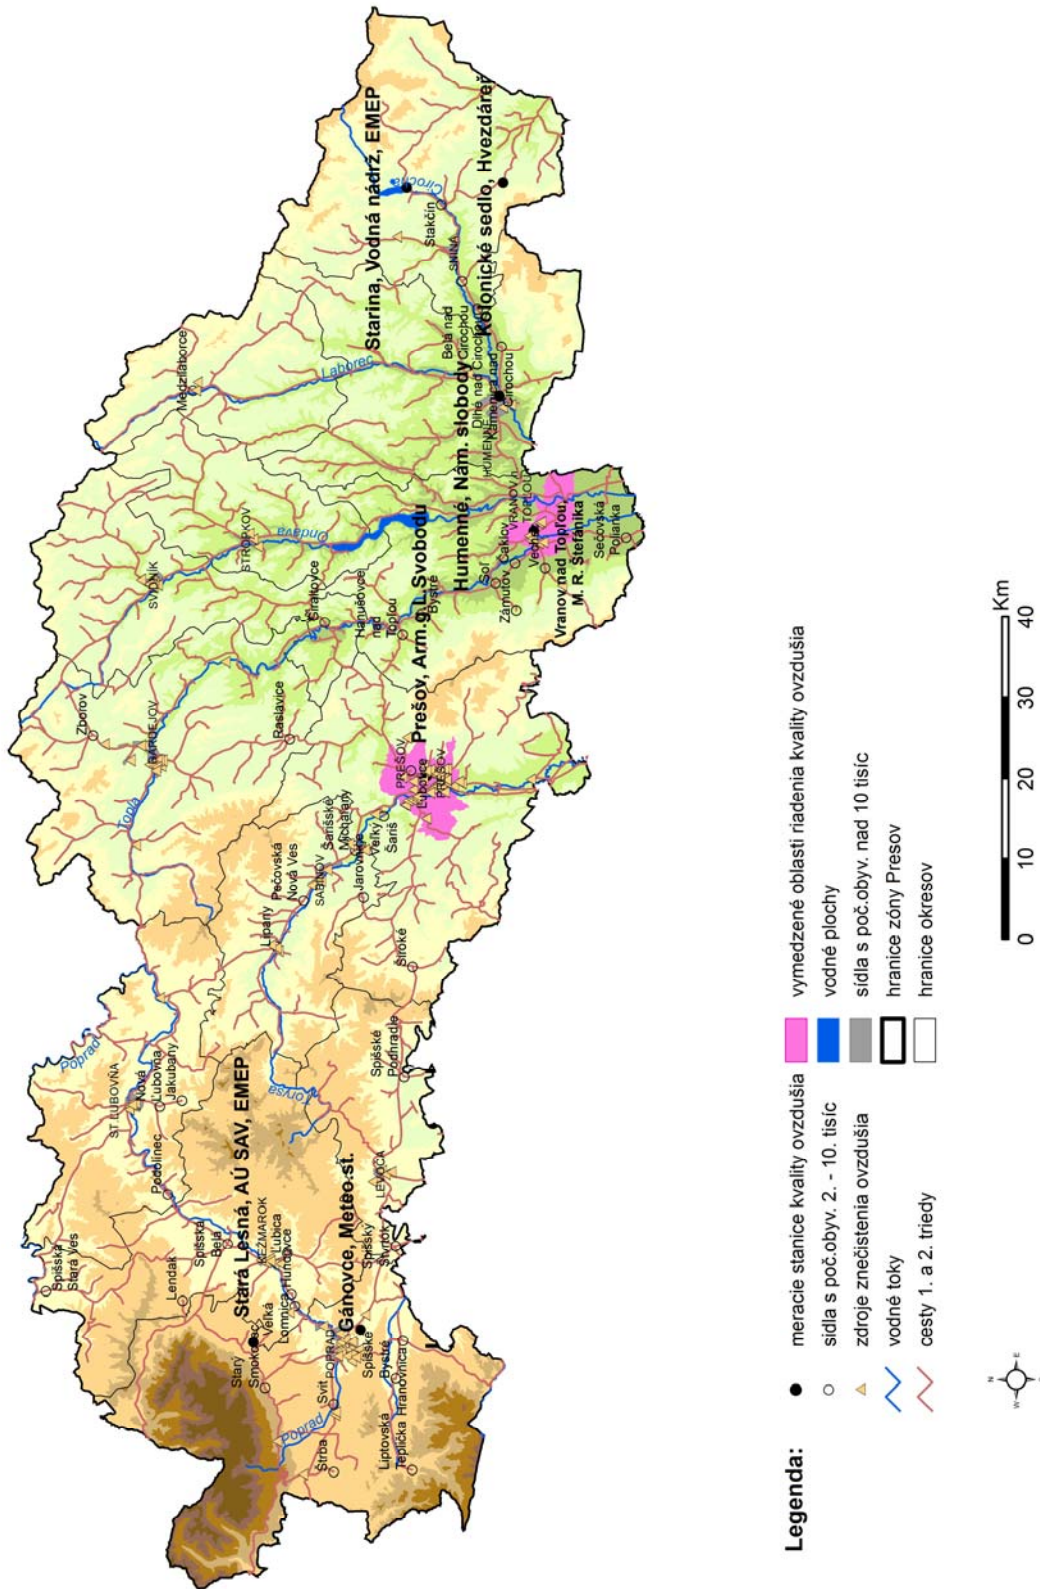 Spišská
Stará Ves
Lendak
Podolínec
ST.ĽUBOVŇA
Nová
Ľubovňa
Jakubany
Poprad
Spišská
Belá
KEŽMAROK
Ľubica
Huncovce
Veľká
Lomnica
Stará Lesná, AÚ SAV, EMEP
Starý
Smokovec
Gánovce, Meteo.st.
POPRAD
Svit
Poprad
Štrba
Spišské
Bystré
Hranovnica
Liptovská
Teplička
Spišský
Štvrtok
LEVOČA
Spišské
Podhradie
Torysa
Široké
Lipany
Pečovská
Nová Ves
SABINOV
Jarovnice
Šarišské
Michaľany
Veľký
Šariš
PREŠOV
Ľubotice
PREŠOV
Prešov, Arm.g.L.Svobodu
Topľa
Zborov
BARDEJOV
Raslavice
Giraltovce
Hanušovce
nad
Topľou
Bystré
SVIDNÍK
STROPKOV
Ondava
Medzilaborce
Laborec
Soľ
Zámutov
Čaklov
VRANOV n.
TOPĽOU
Vechec
Vranov nad Topľou,
M. R. Štefánika
Sečovská
Polianka
Humenné, Nám. slobody
HUMENNÉ
Kamenica nad
Cirochou
Dlhé nad
Cirochou
Belá nad
Cirochou
SNINA
Stakčín
Cirocha
Starina, Vodná nádrž, EMEP
Kolonické sedlo, Hvezdáreň
Legenda:
meracie stanice kvality ovzdušia
sídla s poč.obyv. 2. - 10. tisíc
zdroje znečistenia ovzdušia
vodné toky
cesty 1. a 2. triedy
vymedzené oblasti riadenia kvality ovzdušia
vodné plochy
sídla s poč.obyv. nad 10 tisíc
hranice zóny Presov
hranice okresov
N
W
E
0 10 20 30 40 Km